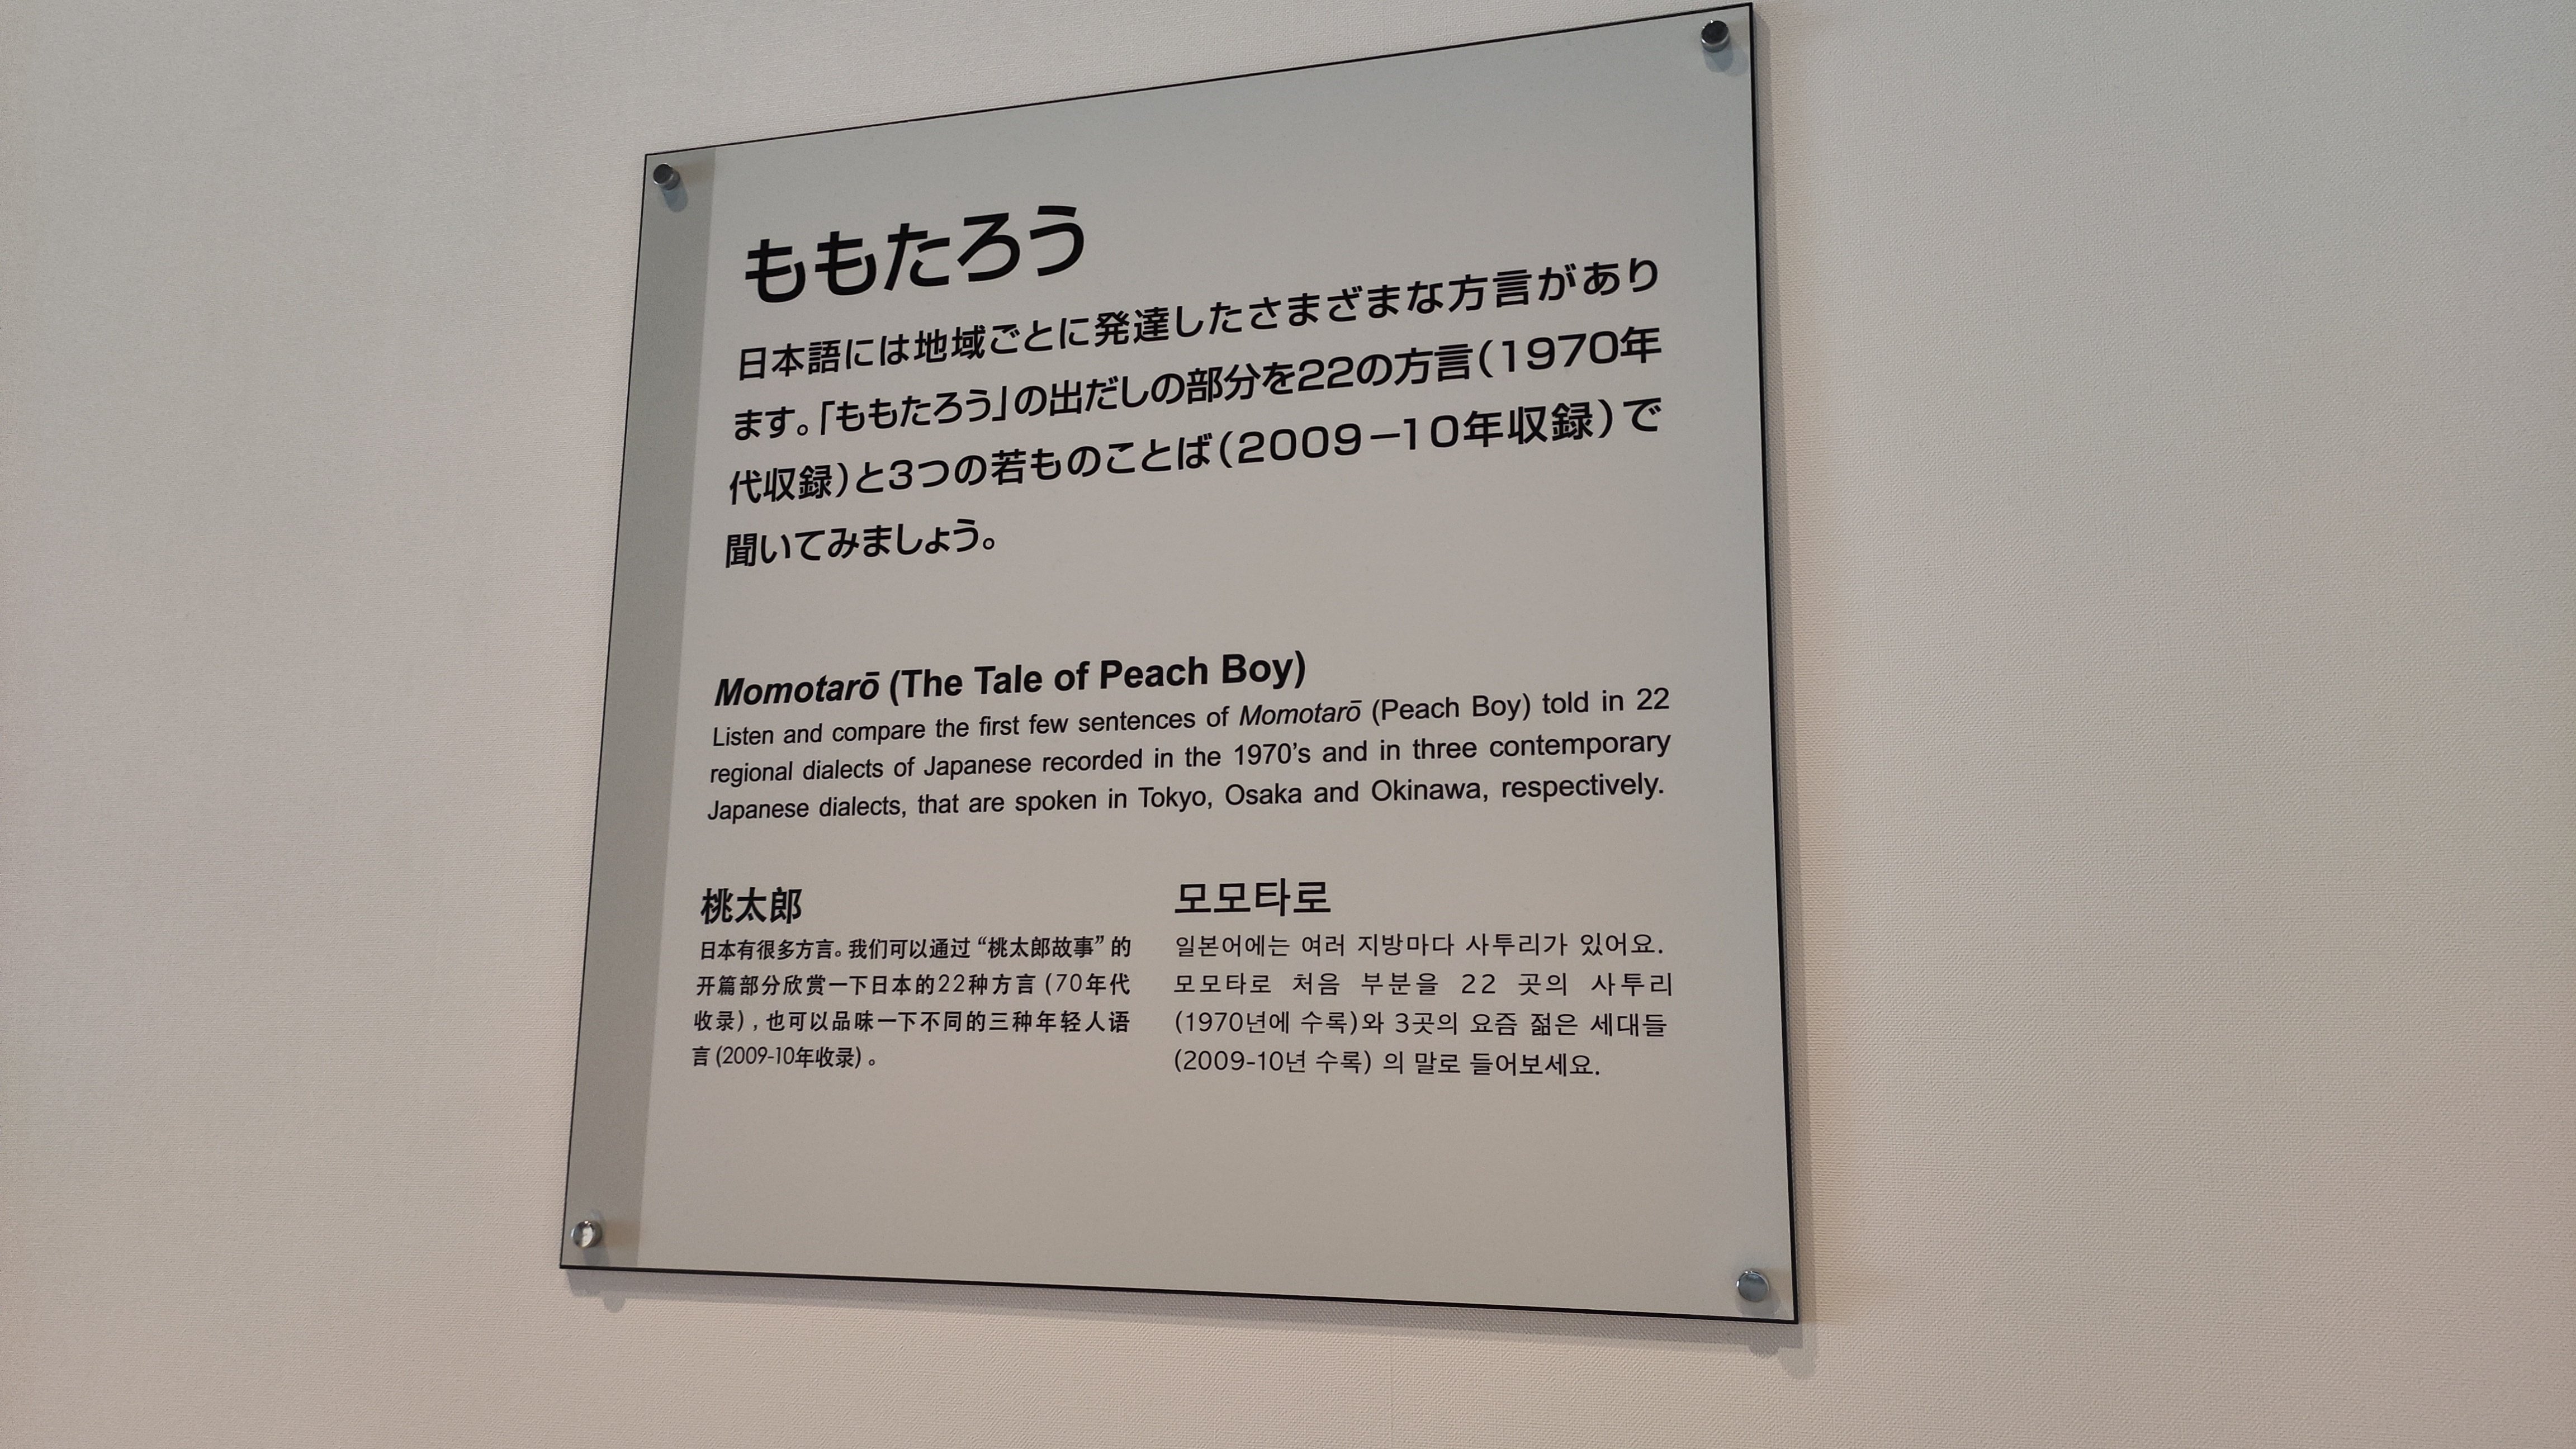 ももたろう
日本語には地域ごとに発達したさまざまな方言があり
ます。「ももたろう」の出だしの部分を22の方言(1970年
代収録)と3つの若ものことば(2009−10年収録)で
聞いてみましょう。
Momotarō (The Tale of Peach Boy)
Listen and compare the first few sentences of Momotarō (Peach Boy) told in 22
regional dialects of Japanese recorded in the 1970's and in three contemporary
Japanese dialects, that are spoken in Tokyo, Osaka and Okinawa, respectively.
桃太郎
日本有很多方言。我们可以通过 “桃太郎故事” 的
开篇部分欣赏一下日本的22种方言 (70年代
收录) , 也可以品味一下不同的三种年轻人语
言 (2009-10年收录) 。
모모타로
일본어에는 여러 지방마다 사투리가 있어요.
모모타로 처음 부분을 22 곳의 사투리
(1970년에 수록)와 3곳의 요즘 젊은 세대들
(2009-10년 수록) 의 말로 들어보세요.